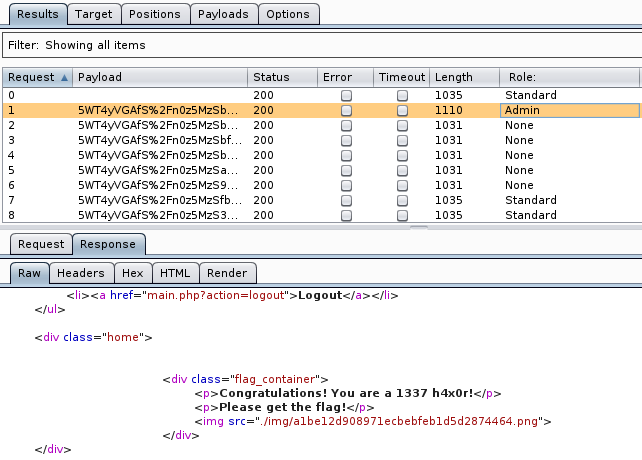 Results Target Positions Payloads Options
Filter: Showing all items
Request Payload Status Error Timeout Length Role:
0 200 1035 Standard
1 5WT4yVGAfS%2Fn0z5MzSb... 200 1110 Admin
2 5WT4yVGAfS%2Fn0z5MzSb... 200 1031 None
3 5WT4yVGAfS%2Fn0z5MzSbf... 200 1031 None
4 5WT4yVGAfS%2Fn0z5MzSb... 200 1031 None
5 5WT4yVGAfS%2Fn0z5MzSa... 200 1031 None
6 5WT4yVGAfS%2Fn0z5MzS9... 200 1031 None
7 5WT4yVGAfS%2Fn0z5MzSfb... 200 1035 Standard
8 5WT4yVGAfS%2Fn0z5MzS3... 200 1035 Standard
Request Response
Raw Headers Hex HTML Render
<li><a href="main.php?action=logout">Logout</a></li>
</ul>
<div class="home">
<div class="flag_container">
<p>Congratulations! You are a 1337 h4x0r!</p>
<p>Please get the flag!</p>
<img src="./img/a1be12d908971ecbebfeb1d5d2874464.png">
</div>
</div>